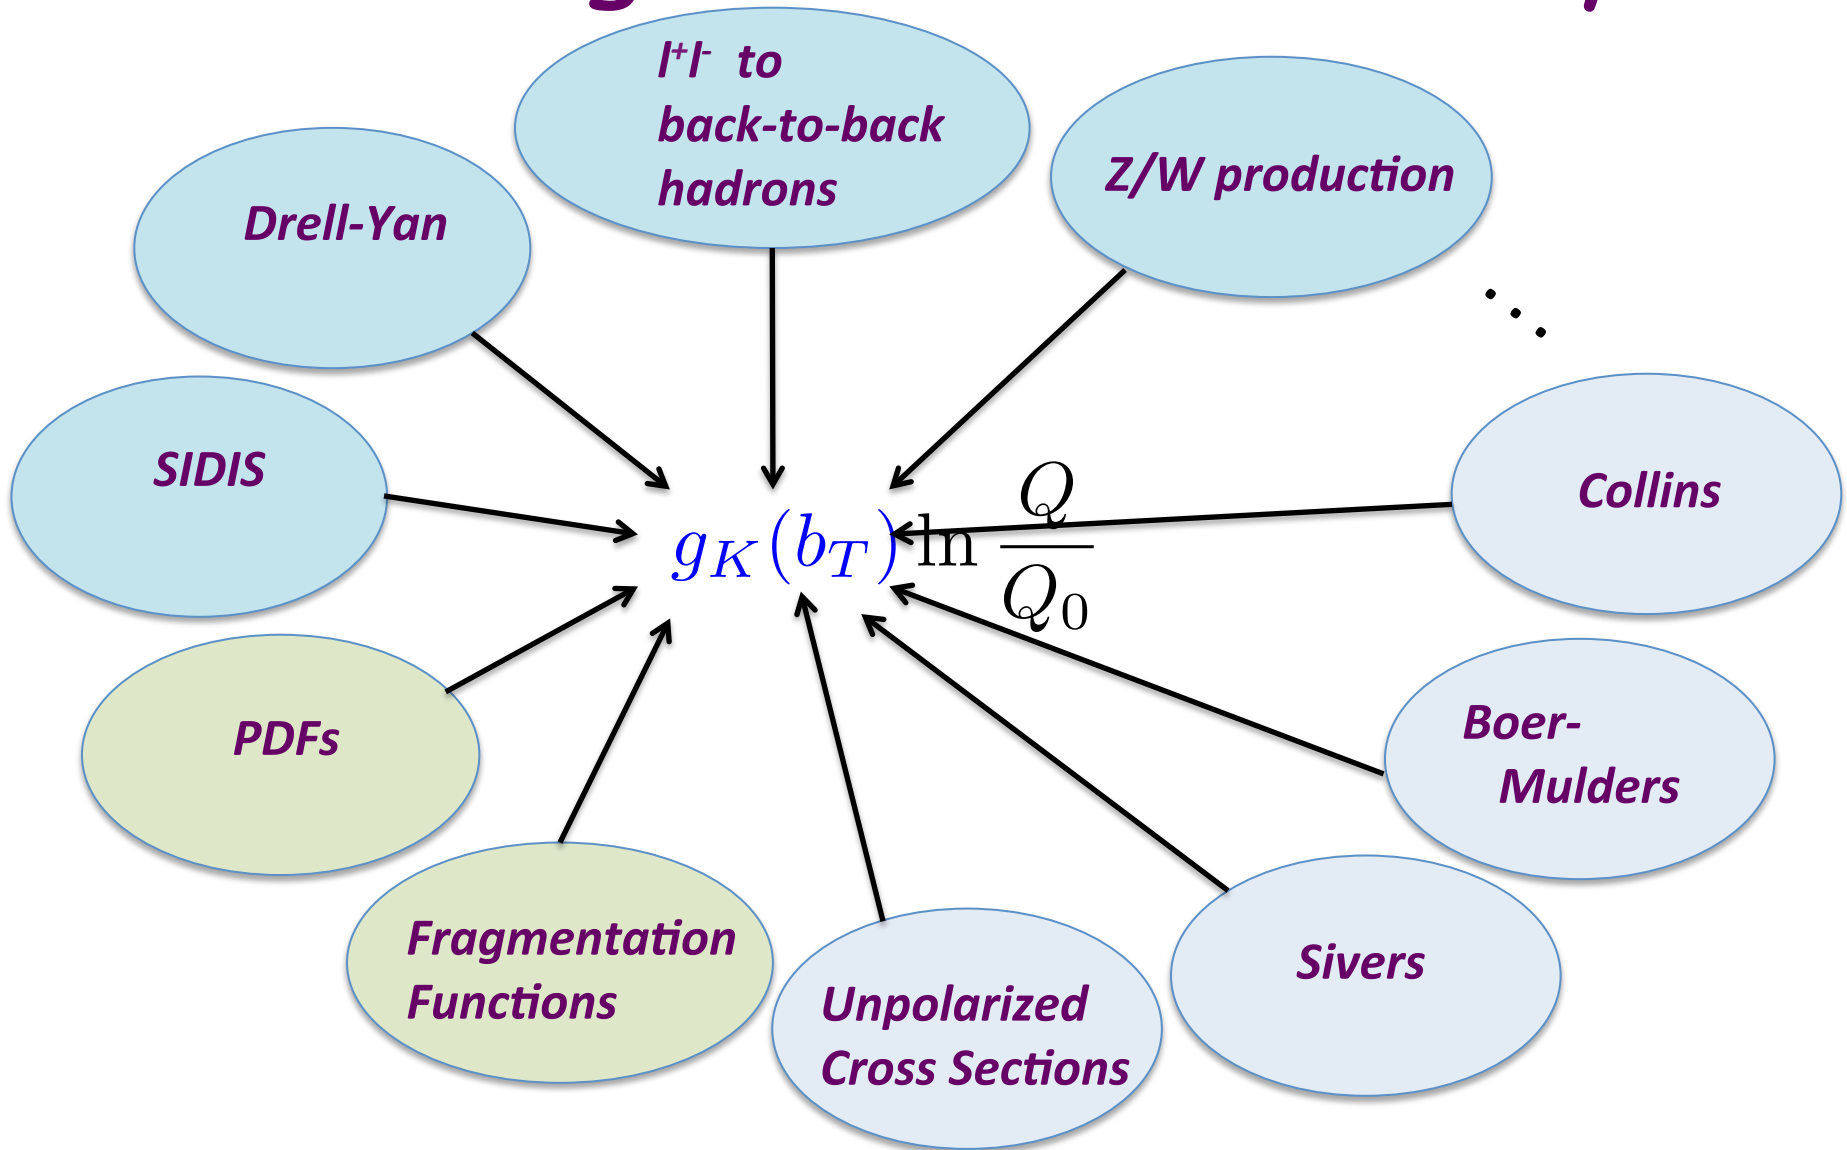 l⁺l⁻ to
back-to-back
hadrons
Z/W production
Drell-Yan
. . .
SIDIS
Collins
g_K(b_T) ln Q/Q_0
PDFs
Boer-
Mulders
Fragmentation
Functions
Sivers
Unpolarized
Cross Sections